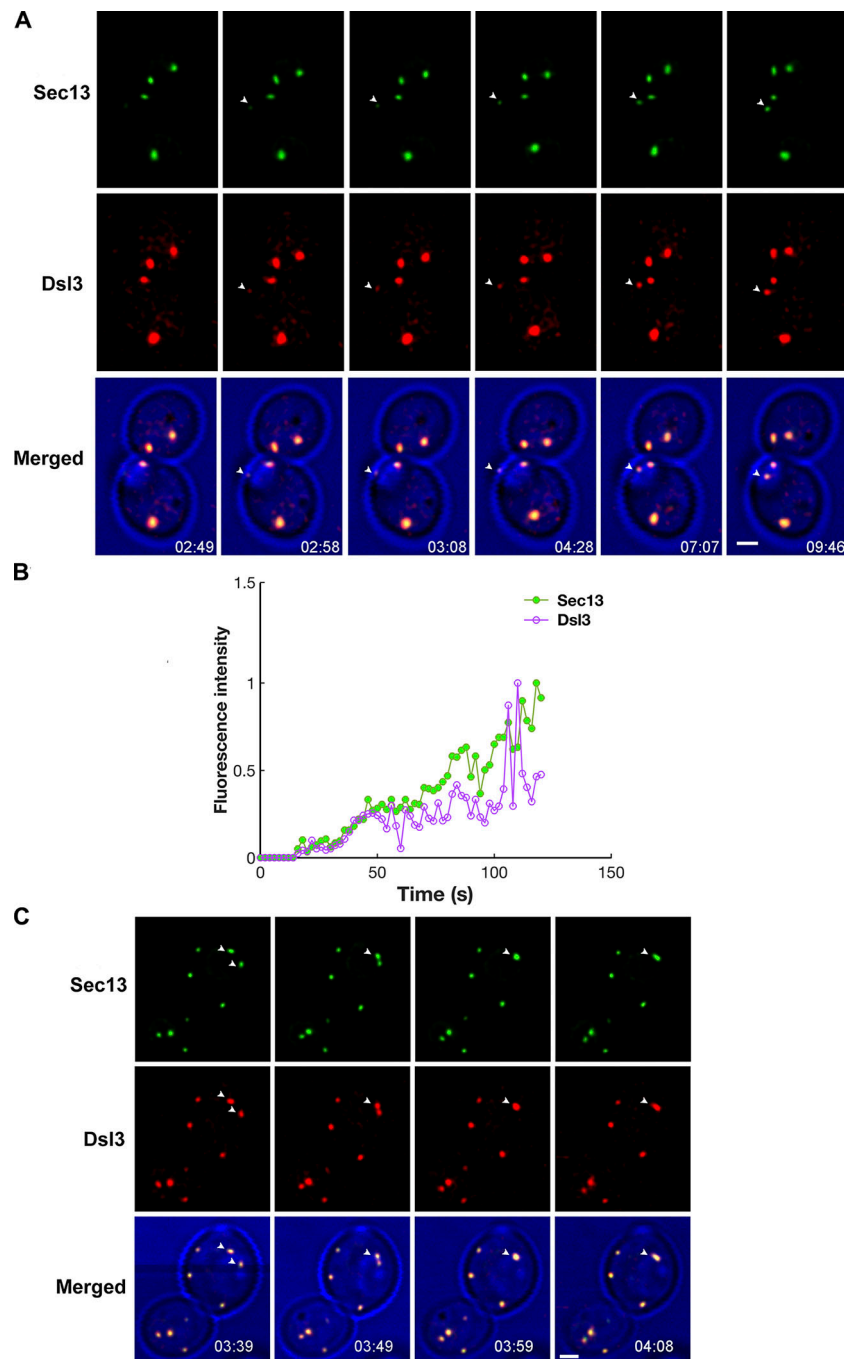 A
Sec13
Dsl3
Merged
02:49 02:58 03:08 04:28 07:07 09:46
B
1.5
1
0.5
0
Fluorescence intensity
Sec13
Dsl3
0 50 100 150
Time (s)
C
Sec13
Dsl3
Merged
03:39 03:49 03:59 04:08